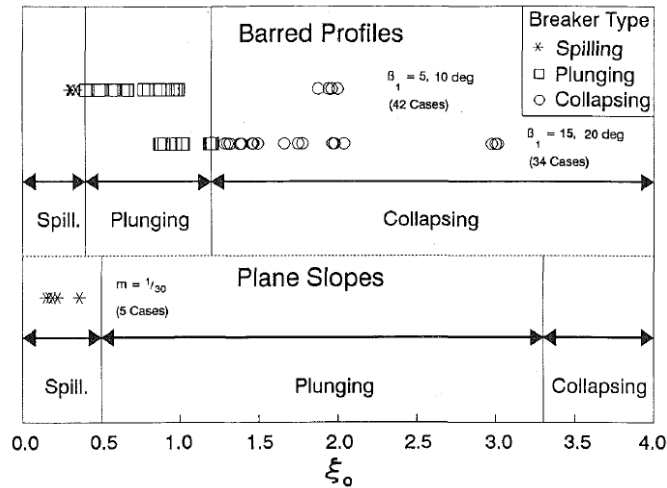 Barred Profiles
Breaker Type
* Spilling
□ Plunging
○ Collapsing
ß₁ = 5, 10 deg
(42 Cases)
ß₁ = 15, 20 deg
(34 Cases)
Spill. Plunging Collapsing
Plane Slopes
m = ¹/₃₀
(5 Cases)
Spill. Plunging Collapsing
0.0 0.5 1.0 1.5 2.0 2.5 3.0 3.5 4.0
ξₒ